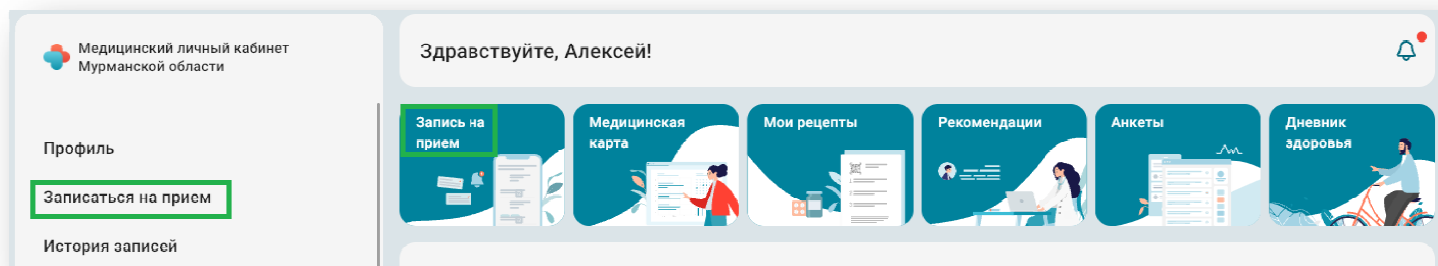 Медицинский личный кабинет
Мурманской области
Здравствуйте, Алексей!
Профиль
Записаться на прием
История записей
Запись на
прием
Медицинская
карта
Мои рецепты
Рекомендации
Анкеты
Дневник
здоровья